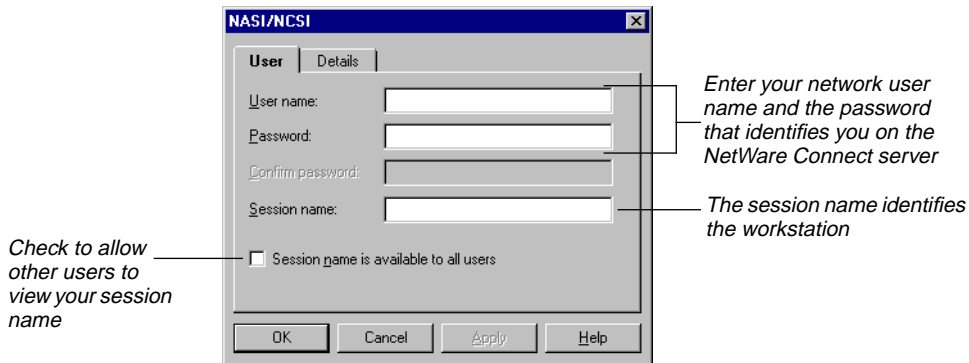 NASI/NCSI
User
Details
User name:
Password:
Confirm password:
Session name:
Session name is available to all users
OK
Cancel
Apply
Help
Enter your network user
name and the password
that identifies you on the
NetWare Connect server
The session name identifies
the workstation
Check to allow
other users to
view your session
name